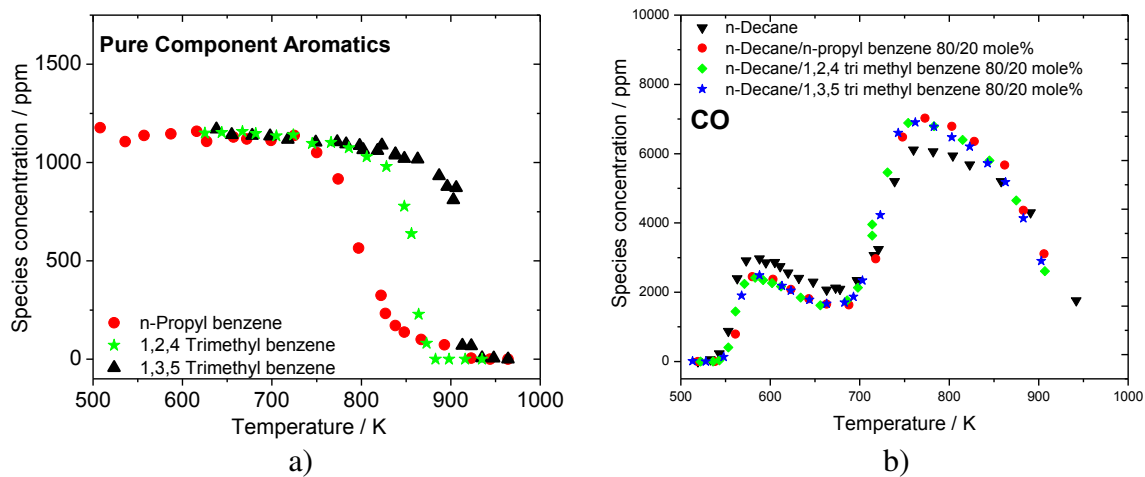 Pure Component Aromatics
1500
1000
500
0
Species concentration / ppm
n-Propyl benzene
1,2,4 Trimethyl benzene
1,3,5 Trimethyl benzene
500 600 700 800 900 1000
Temperature / K
a)
10000
8000
6000
4000
2000
0
Species concentration / ppm
n-Decane
n-Decane/n-propyl benzene 80/20 mole%
n-Decane/1,2,4 tri methyl benzene 80/20 mole%
n-Decane/1,3,5 tri methyl benzene 80/20 mole%
CO
500 600 700 800 900 1000
Temperature / K
b)